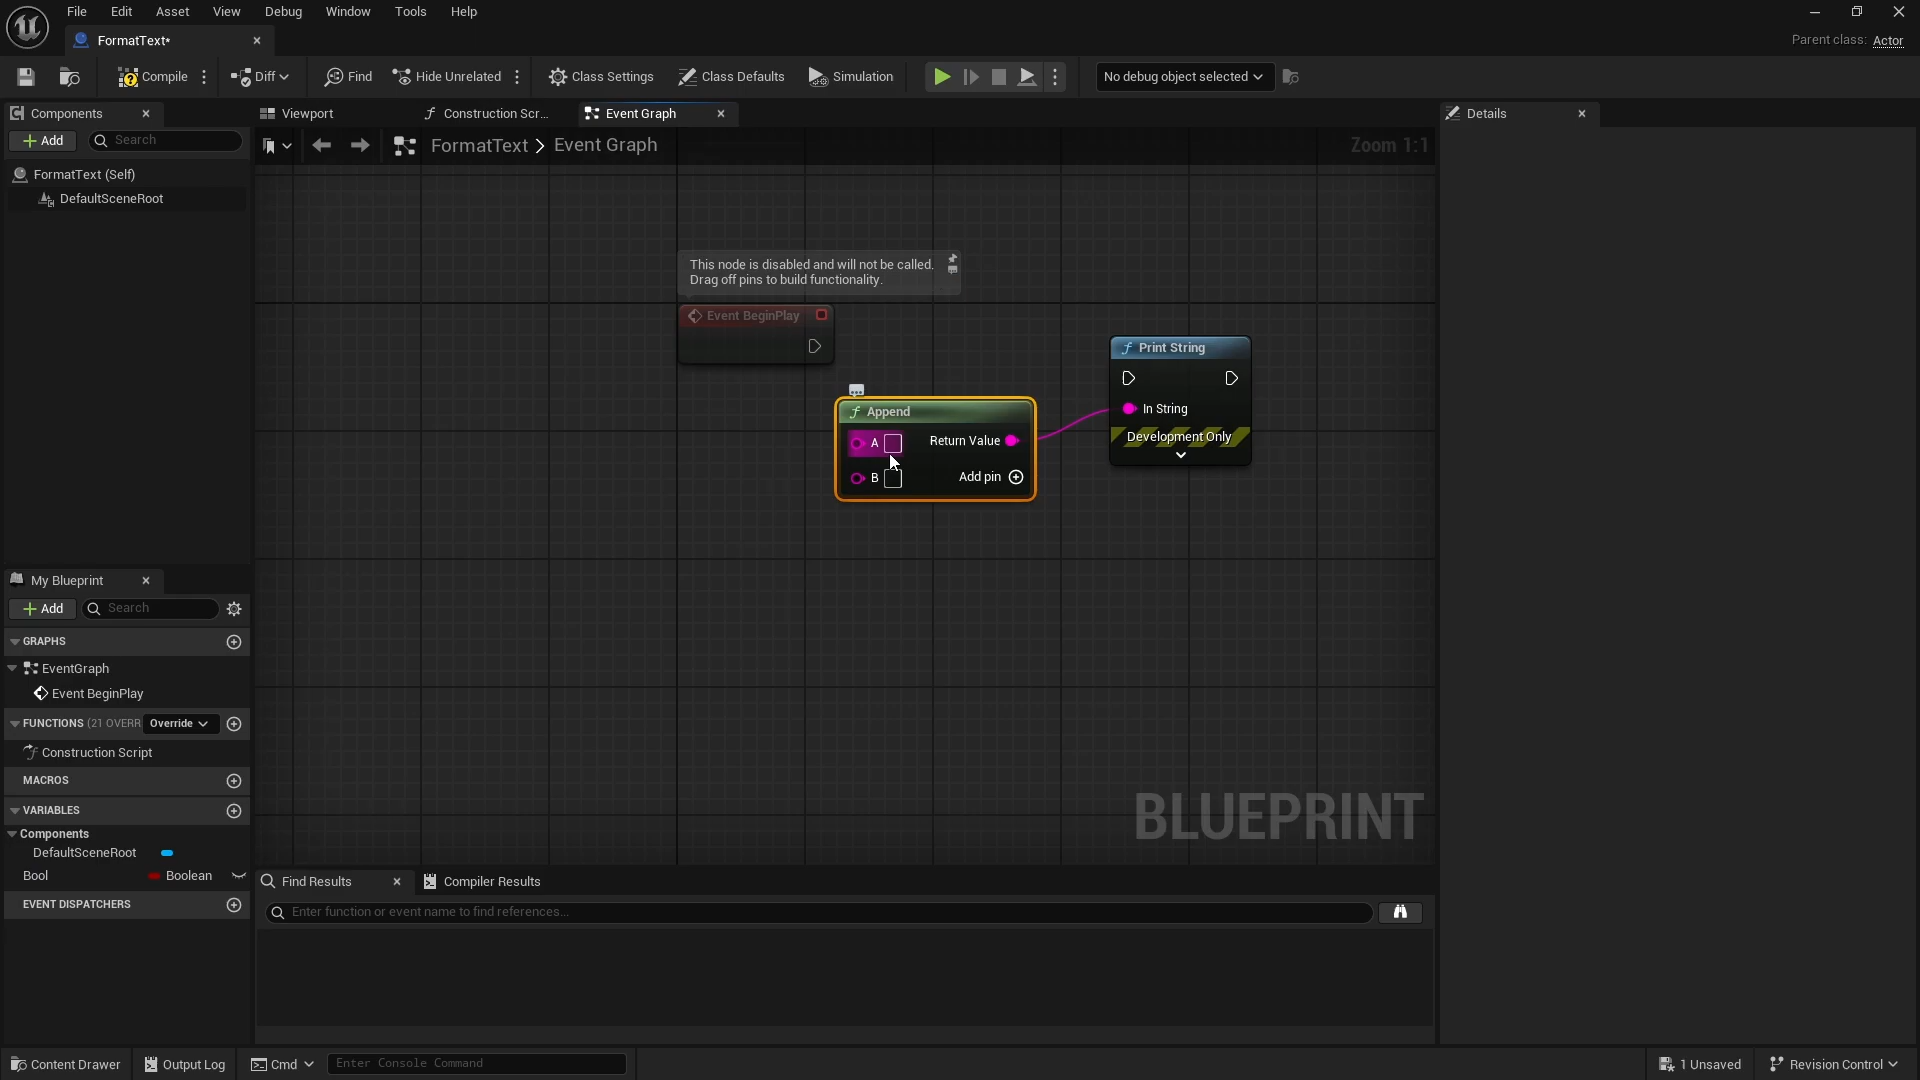 File Edit Asset View Debug Window Tools Help
FormatText*
Parent class: Actor
Compile Diff Find Hide Unrelated Class Settings Class Defaults Simulation No debug object selected
Components
Viewport Construction Scr... Event Graph
Details
Add Search
FormatText > Event Graph
Zoom 1:1
FormatText (Self)
DefaultSceneRoot
This node is disabled and will not be called.
Drag off pins to build functionality.
Event BeginPlay
Print String
In String
Development Only
Append
A Return Value
B Add pin
My Blueprint
Add Search
GRAPHS
EventGraph
Event BeginPlay
FUNCTIONS (21 OVERR Override
Construction Script
MACROS
VARIABLES
Components
DefaultSceneRoot
Bool Boolean
EVENT DISPATCHERS
BLUEPRINT
Find Results Compiler Results
Enter function or event name to find references...
Content Drawer Output Log Cmd Enter Console Command 1 Unsaved Revision Control